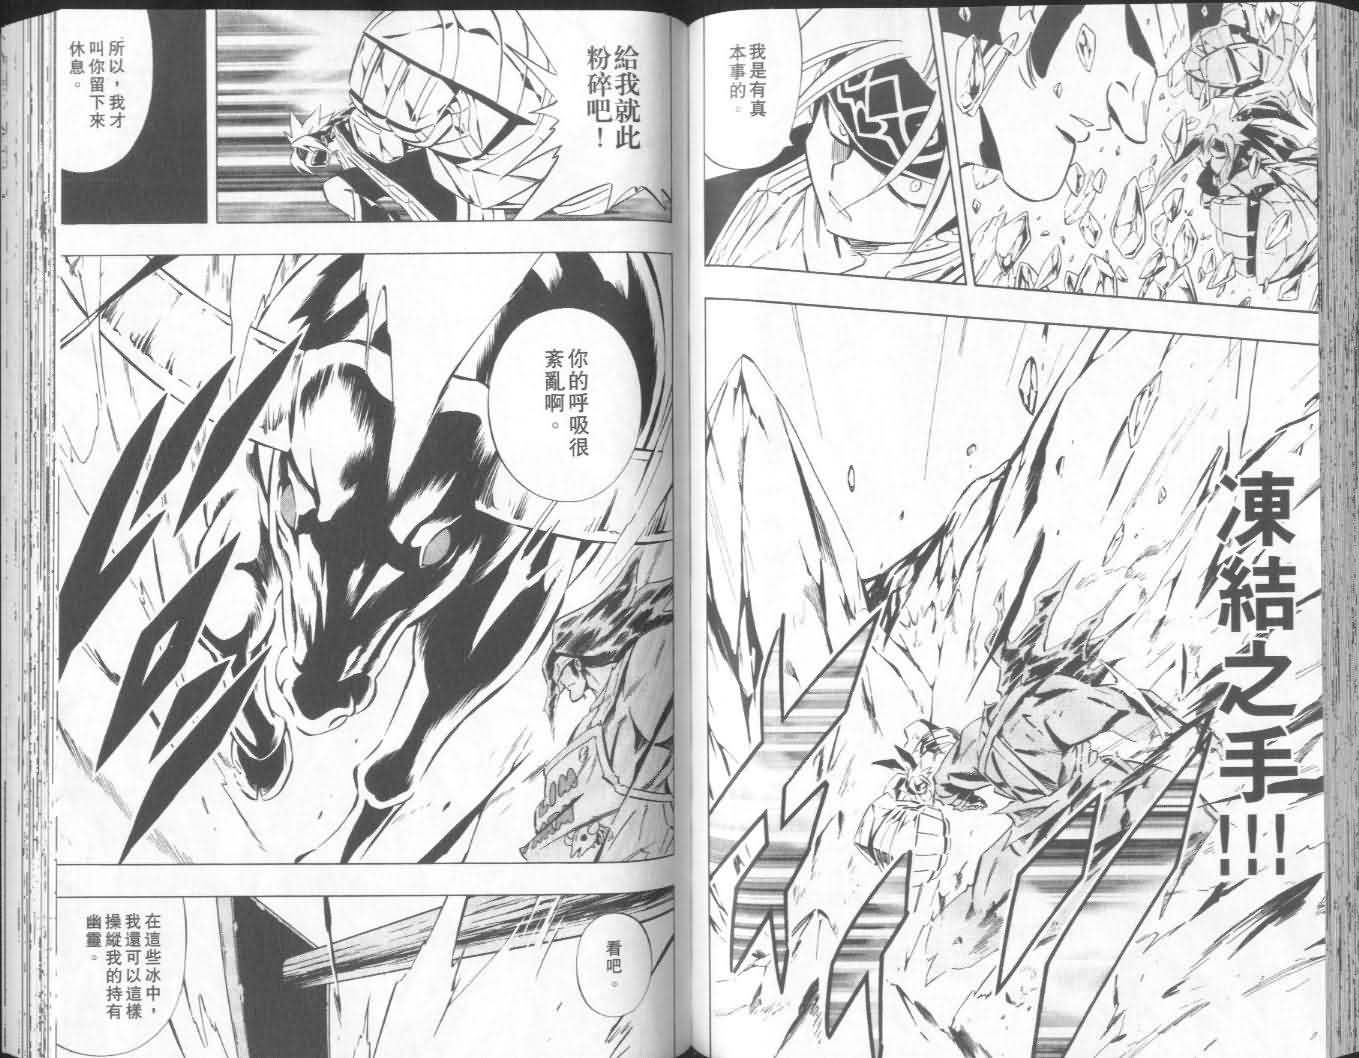 我是有真
本事的。
凍結之手!!!
給我就此
粉碎吧！
所以，我才
叫你留下來
休息。
你的呼吸很
紊亂啊。
看吧。
在這些冰中，
我還可以這樣
操縱我的持有
幽靈。